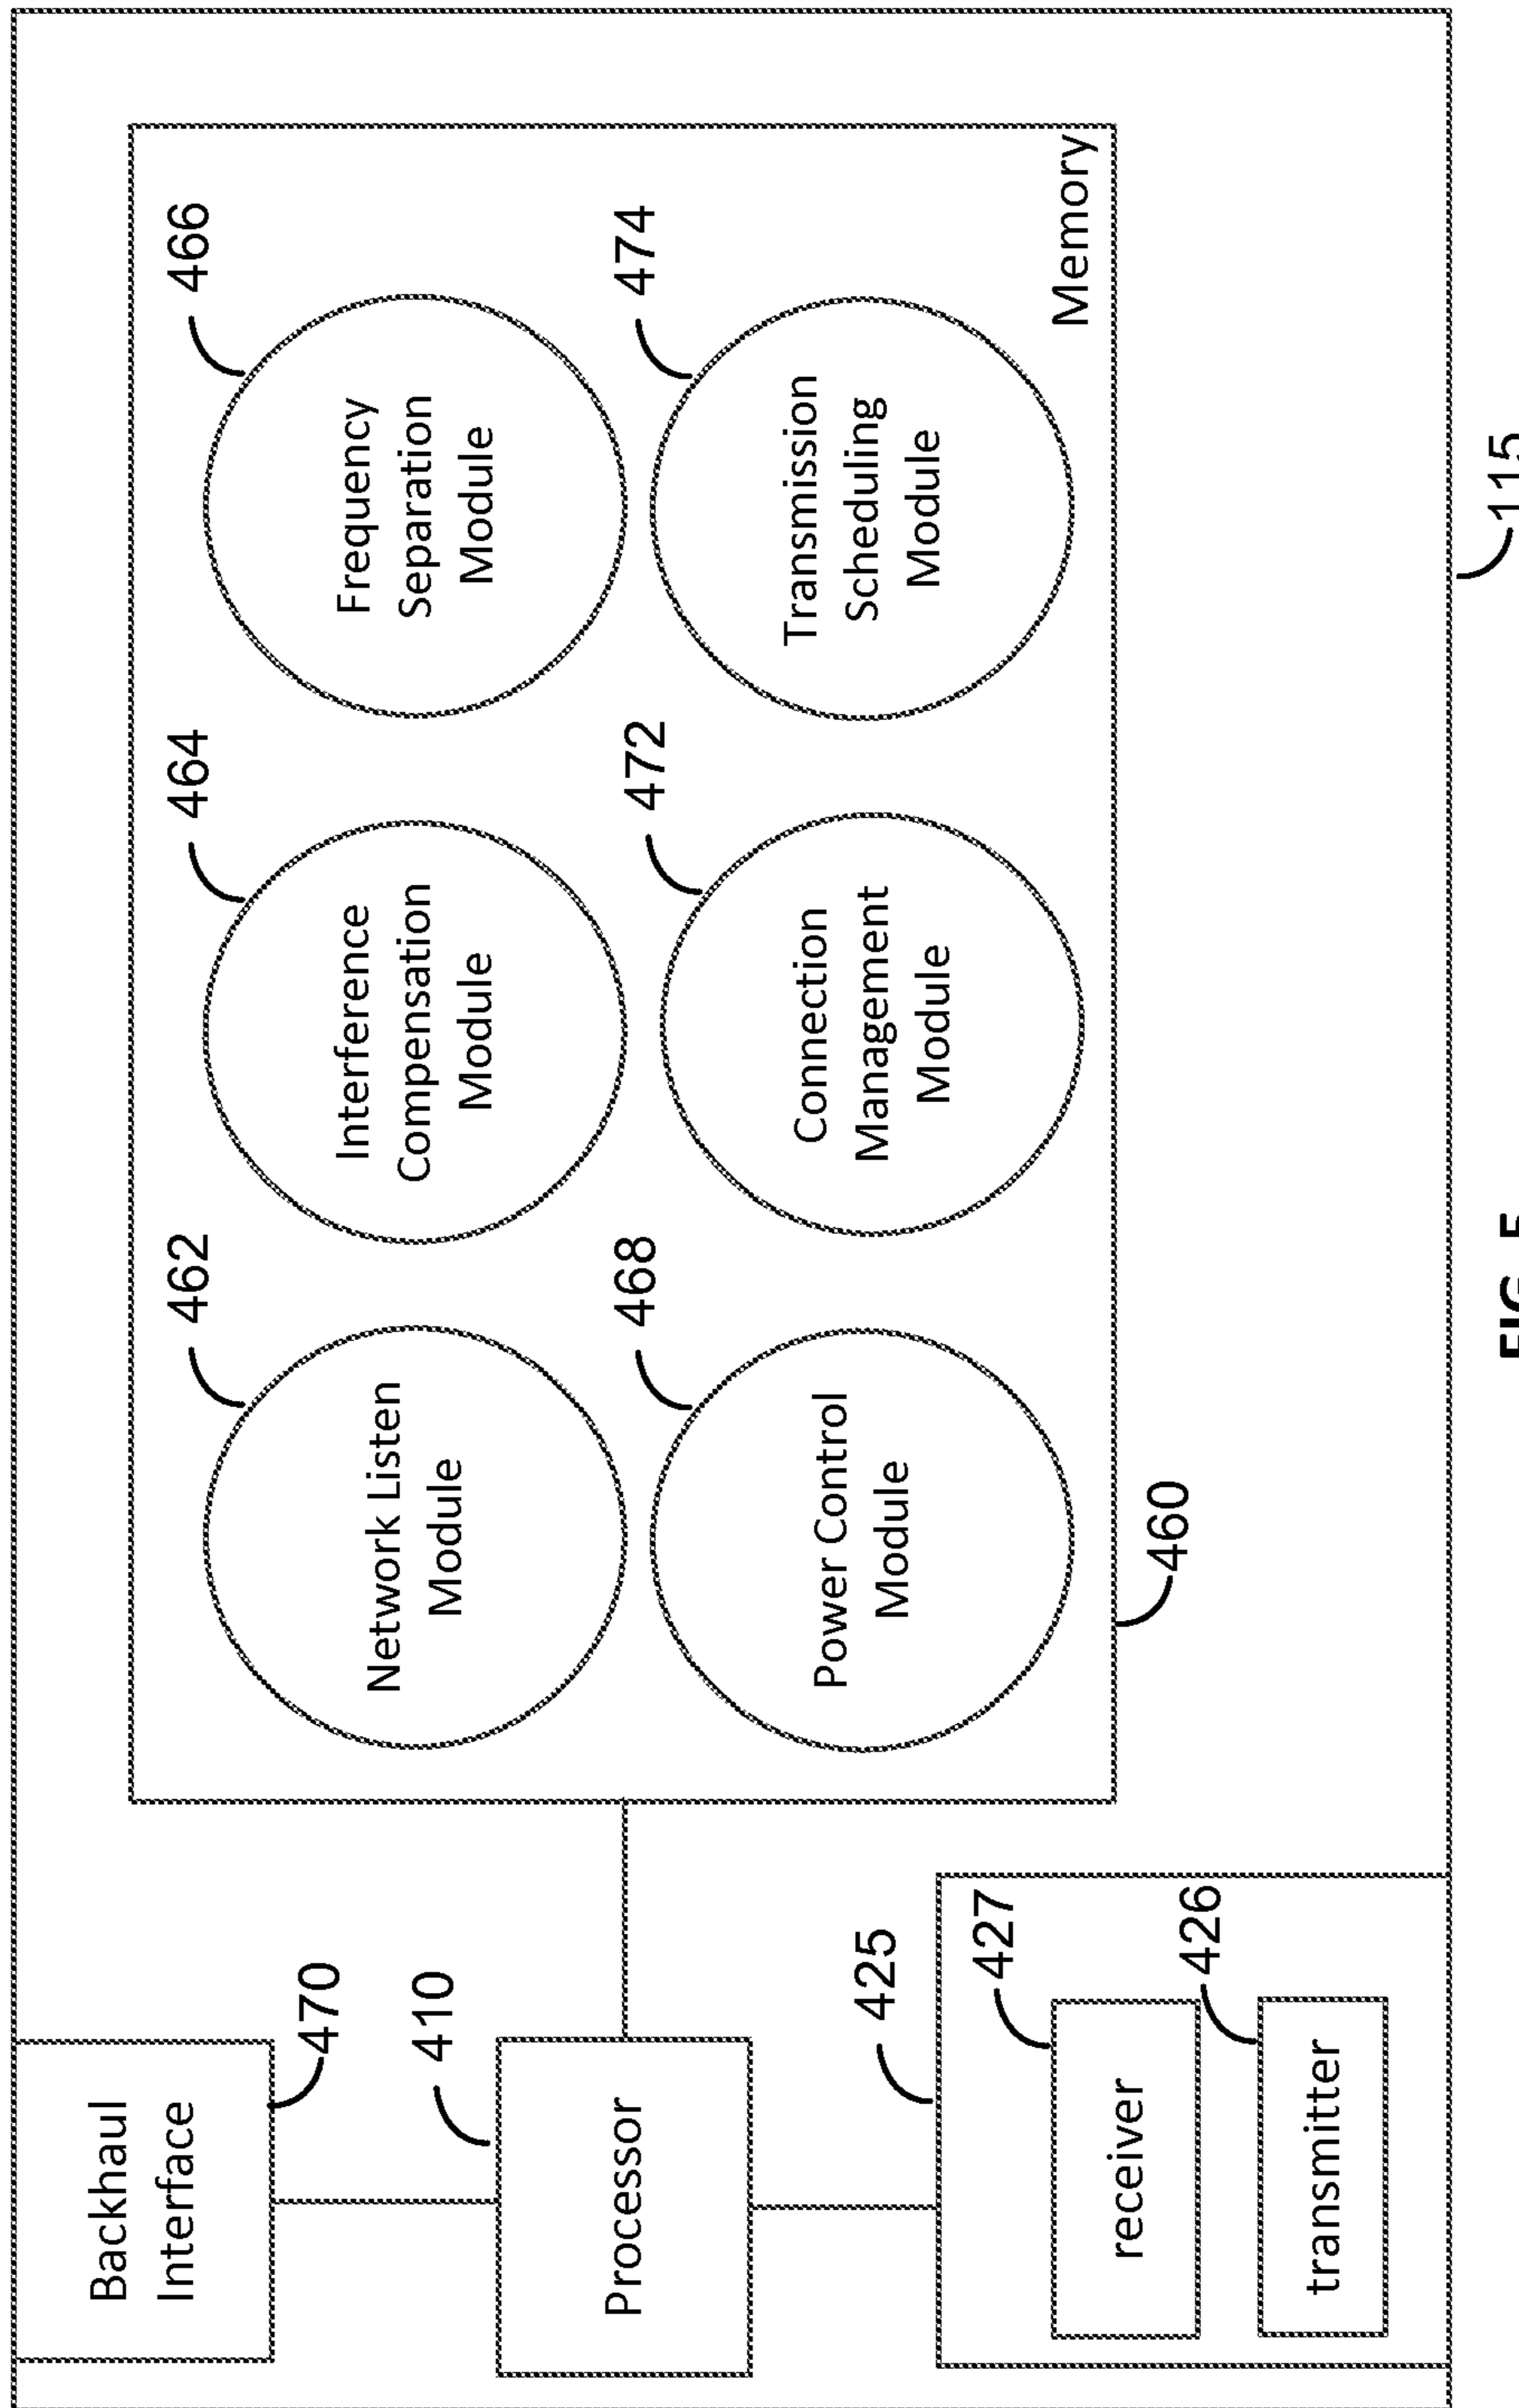 Backhaul
Interface
470
410
Processor
425
427
receiver
426
transmitter
462
Network Listen
Module
464
Interference
Compensation
Module
466
Frequency
Separation
Module
468
Power Control
Module
472
Connection
Management
Module
474
Transmission
Scheduling
Module
Memory
460
115
FIG. 5